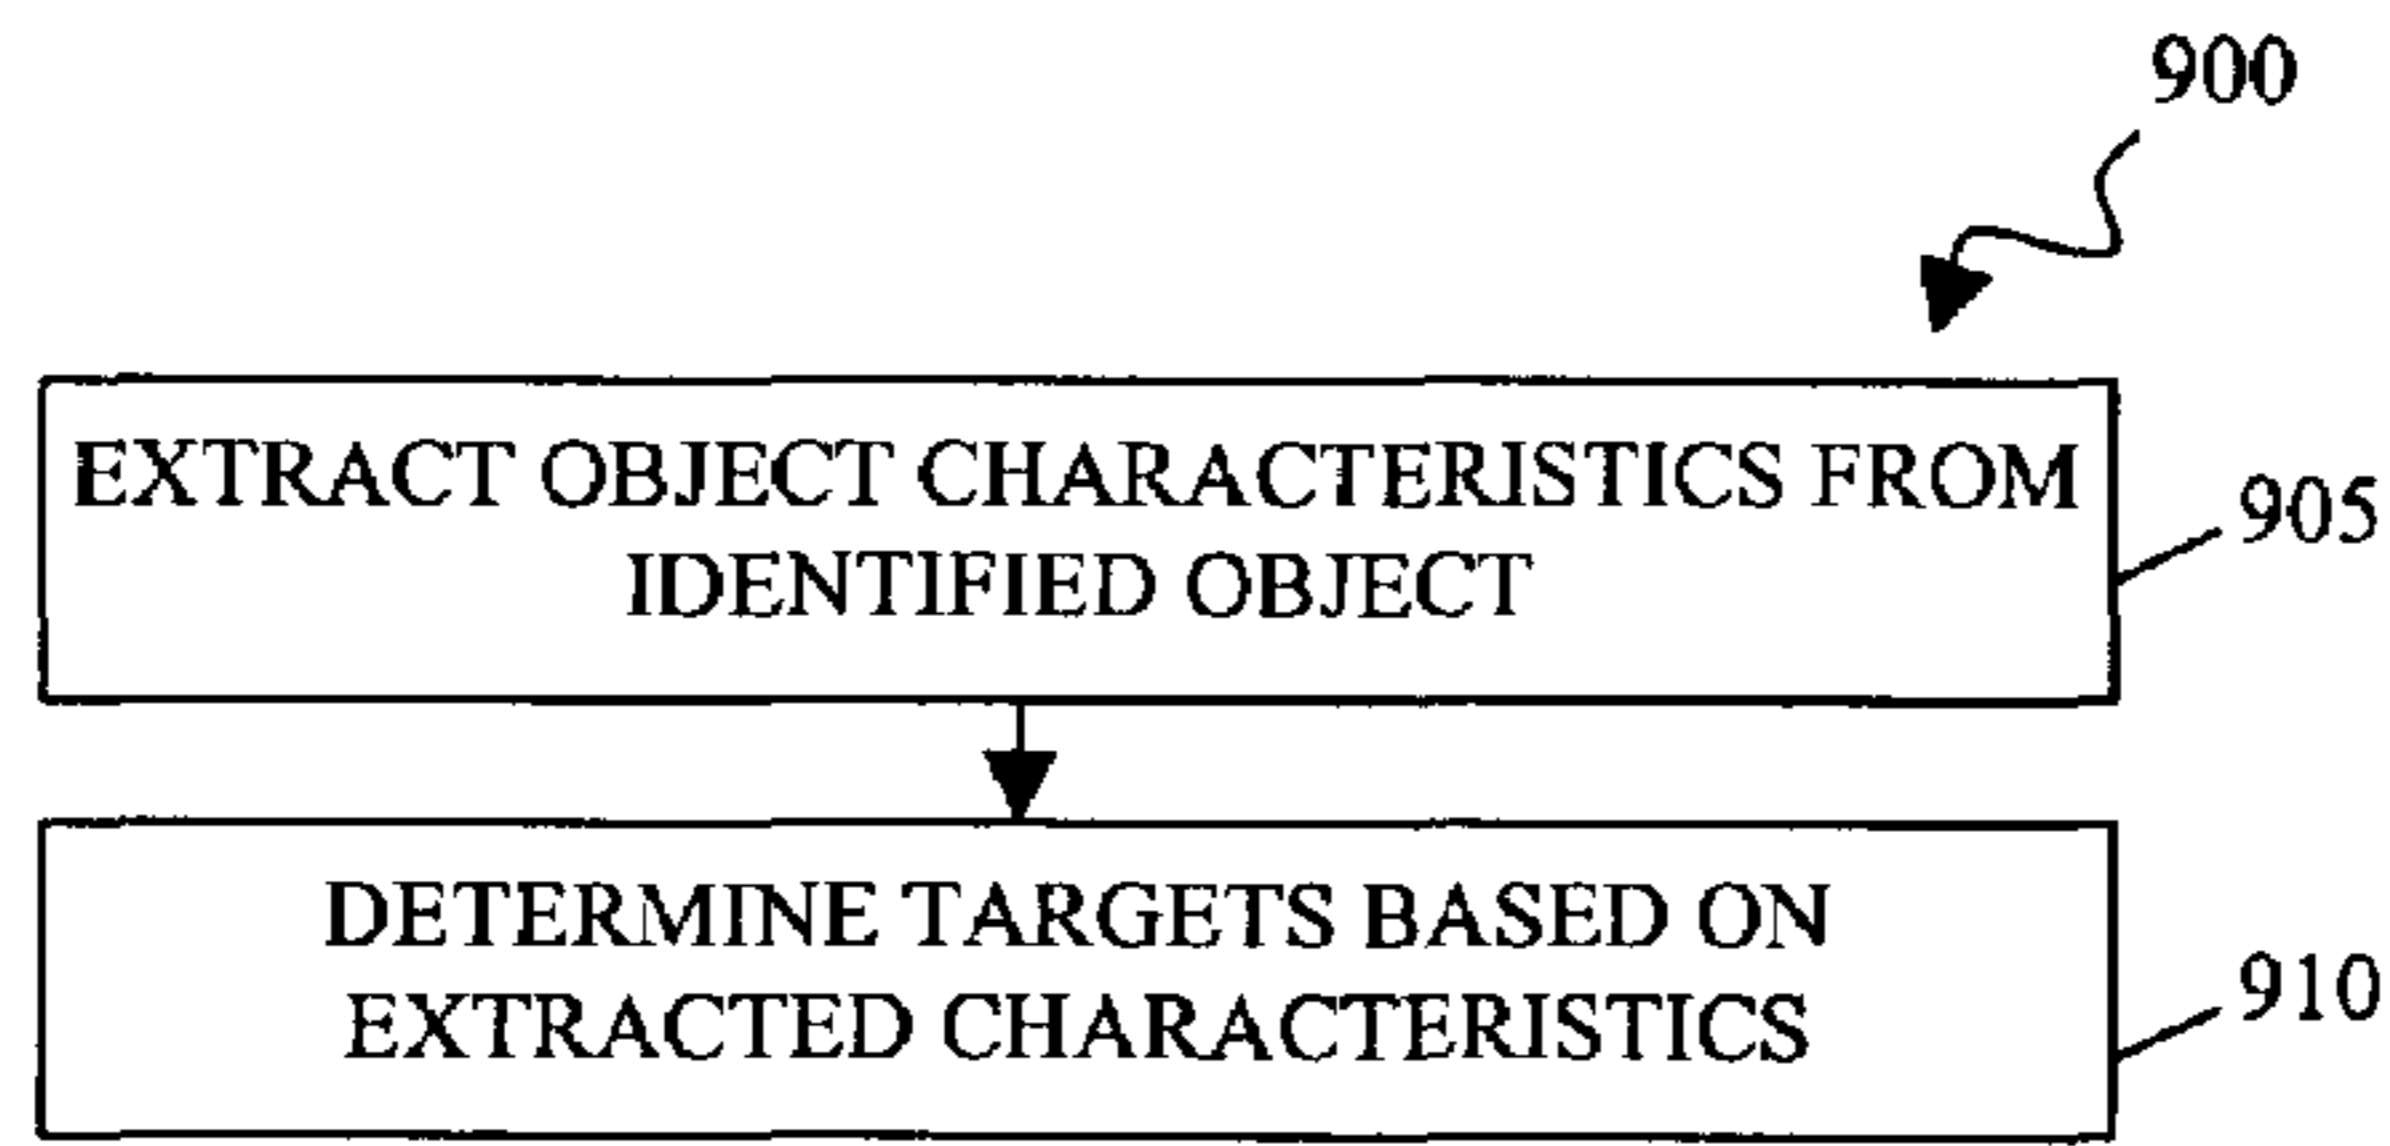 900
EXTRACT OBJECT CHARACTERISTICS FROM
IDENTIFIED OBJECT
905
DETERMINE TARGETS BASED ON
EXTRACTED CHARACTERISTICS
910